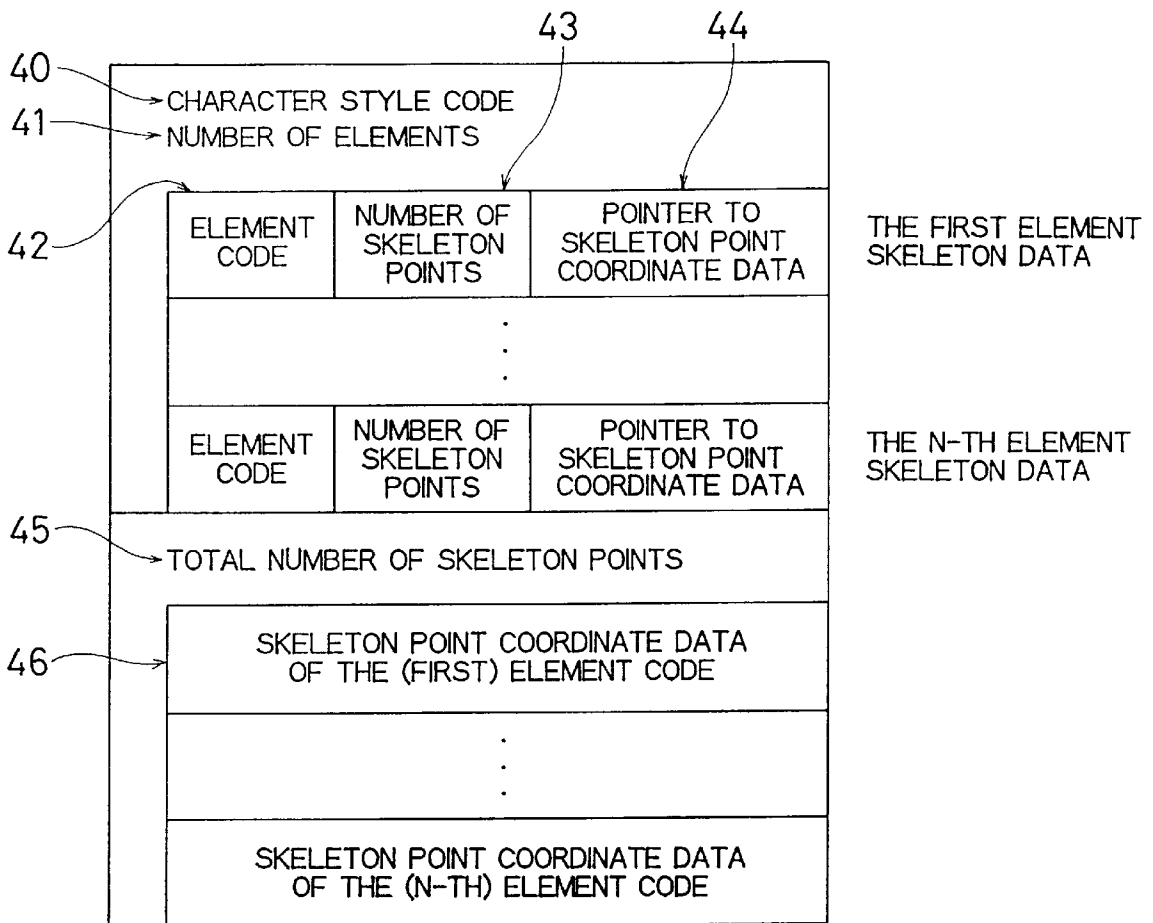 43
44
40
CHARACTER STYLE CODE
41
NUMBER OF ELEMENTS
42
ELEMENT
CODE
NUMBER OF
SKELETON
POINTS
POINTER TO
SKELETON POINT
COORDINATE DATA
THE FIRST ELEMENT
SKELETON DATA
ELEMENT
CODE
NUMBER OF
SKELETON
POINTS
POINTER TO
SKELETON POINT
COORDINATE DATA
THE N-TH ELEMENT
SKELETON DATA
45
TOTAL NUMBER OF SKELETON POINTS
46
SKELETON POINT COORDINATE DATA
OF THE (FIRST) ELEMENT CODE
SKELETON POINT COORDINATE DATA
OF THE (N-TH) ELEMENT CODE